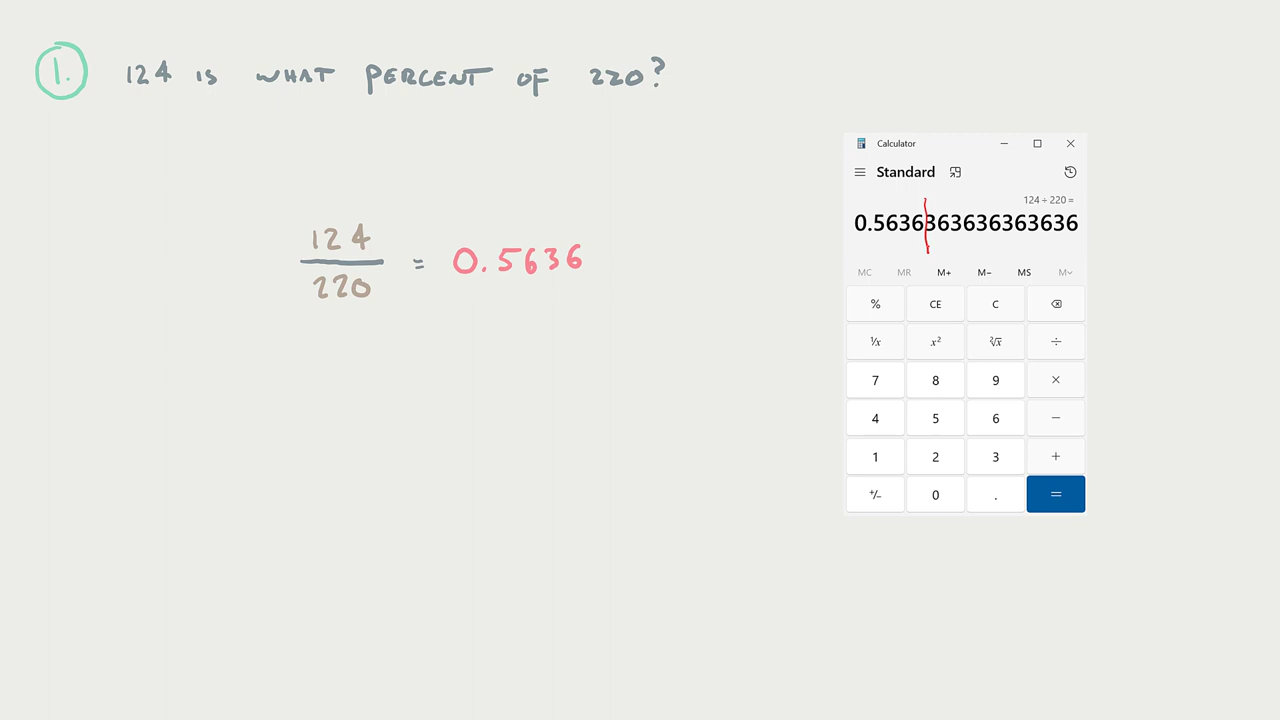 1. 124 IS WHAT PERCENT OF 220?
124
220
= 0.5636
Calculator
Standard
124 ÷ 220 =
0.5636363636363636
MC MR M+ M− MS M˅
% CE C
⅟x x² ²√x ÷
7 8 9 ×
4 5 6 −
1 2 3 +
+/− 0 . =